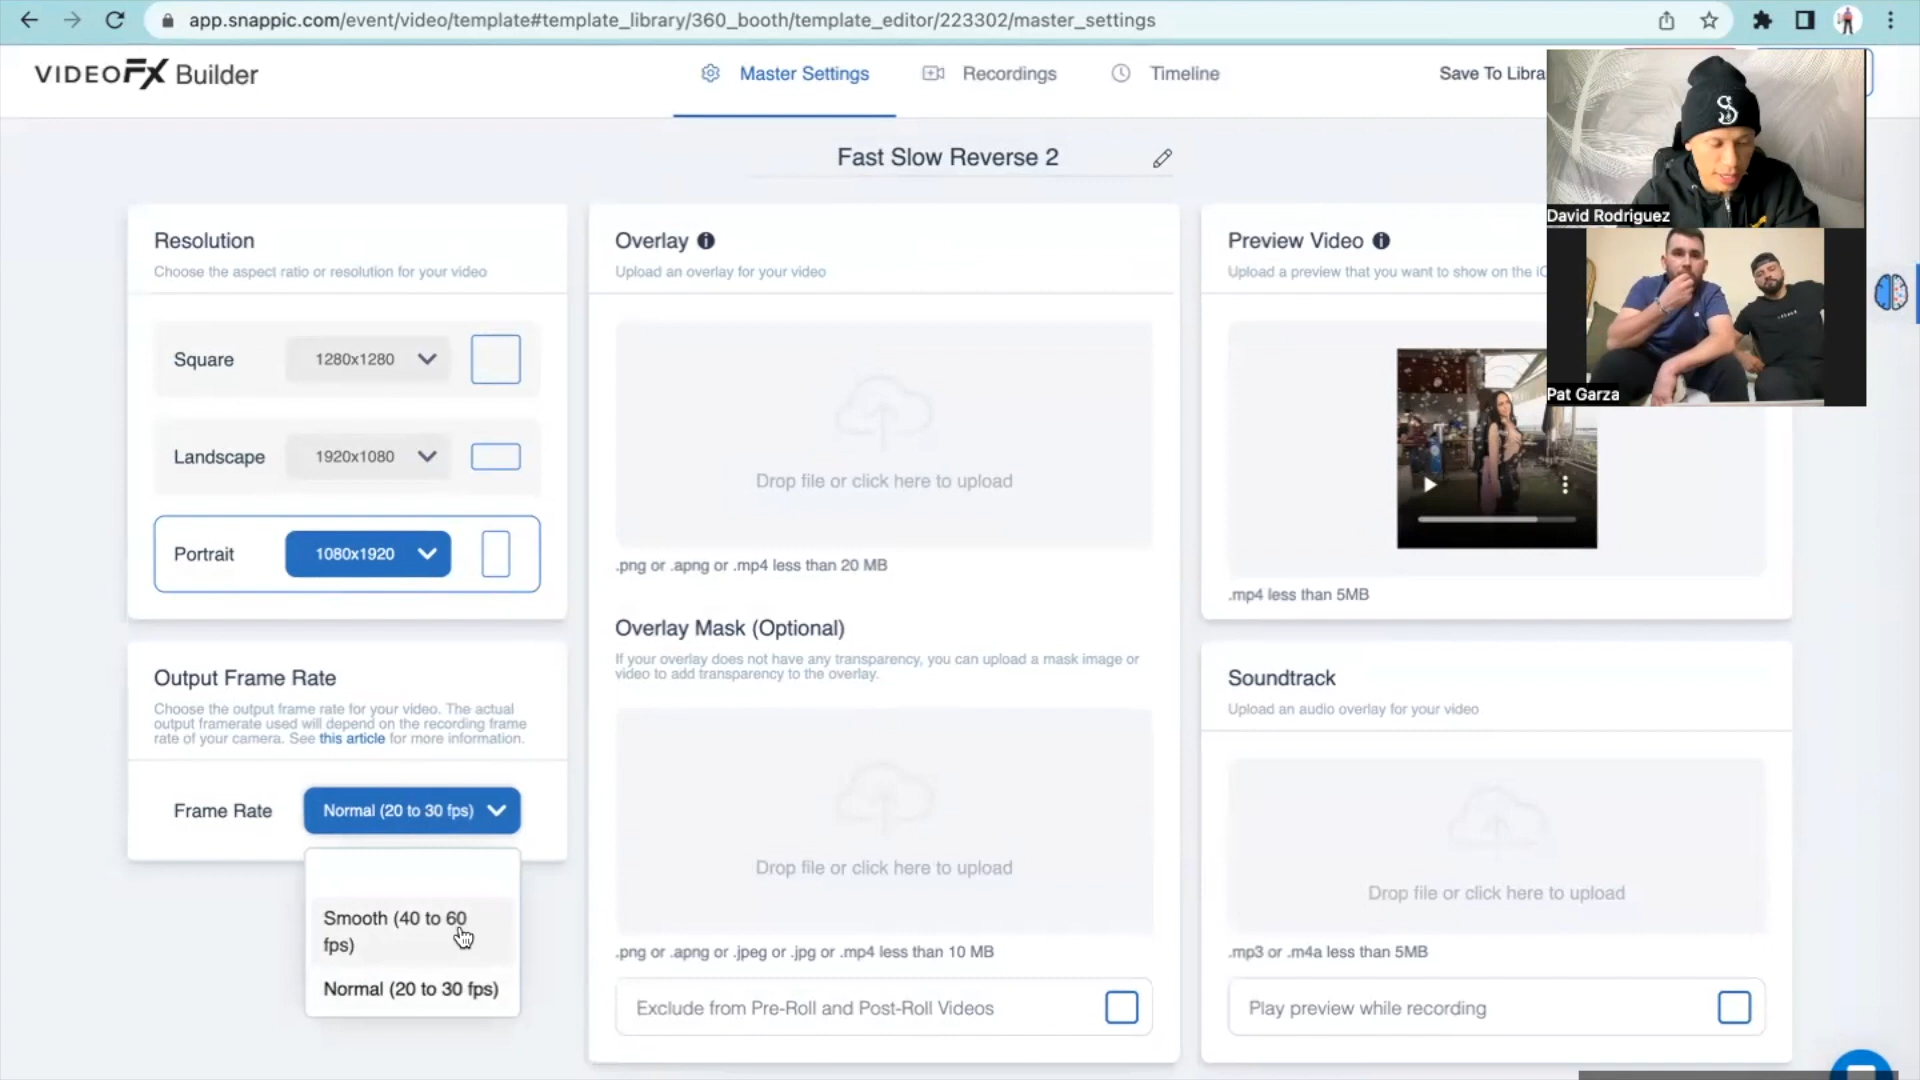 app.snappic.com/event/video/template#template_library/360_booth/template_editor/223302/master_settings
VIDEOFX Builder
Master Settings
Recordings
Timeline
Save To Libra
Fast Slow Reverse 2
David Rodriguez
Pat Garza
Resolution
Choose the aspect ratio or resolution for your video
Square
1280x1280
Landscape
1920x1080
Portrait
1080x1920
Output Frame Rate
Choose the output frame rate for your video. The actual
output framerate used will depend on the recording frame
rate of your camera. See this article for more information.
Frame Rate
Normal (20 to 30 fps)
Smooth (40 to 60
fps)
Normal (20 to 30 fps)
Overlay
Upload an overlay for your video
Drop file or click here to upload
.png or .apng or .mp4 less than 20 MB
Overlay Mask (Optional)
If your overlay does not have any transparency, you can upload a mask image or
video to add transparency to the overlay.
Drop file or click here to upload
.png or .apng or .jpeg or .jpg or .mp4 less than 10 MB
Exclude from Pre-Roll and Post-Roll Videos
Preview Video
Upload a preview that you want to show on the iO
.mp4 less than 5MB
Soundtrack
Upload an audio overlay for your video
Drop file or click here to upload
.mp3 or .m4a less than 5MB
Play preview while recording